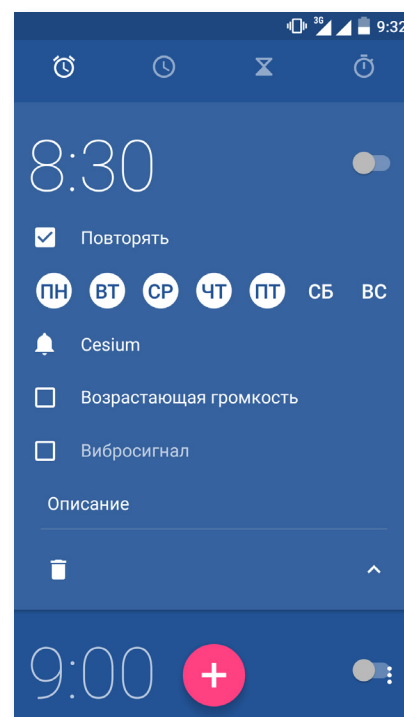 3G 9:32
8:30
Повторять
ПН ВТ СР ЧТ ПТ СБ ВС
Cesium
Возрастающая громкость
Вибросигнал
Описание
9:00